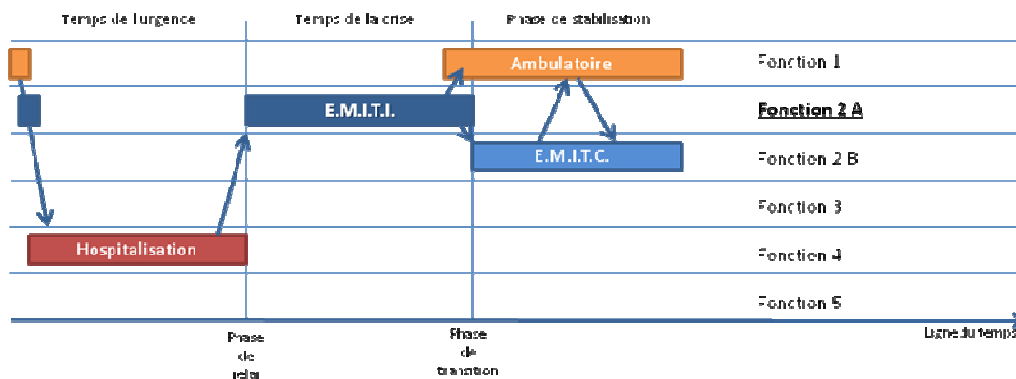 Temps de l'urgence
Temps de la crise
Phase de stabilisation
Ambulatoire
Fonction 1
E.M.I.T.I.
Fonction 2 A
E.M.I.T.C.
Fonction 2 B
Fonction 3
Hospitalisation
Fonction 4
Fonction 5
Phase
de
relai
Phase
de
transition
Ligne du temps